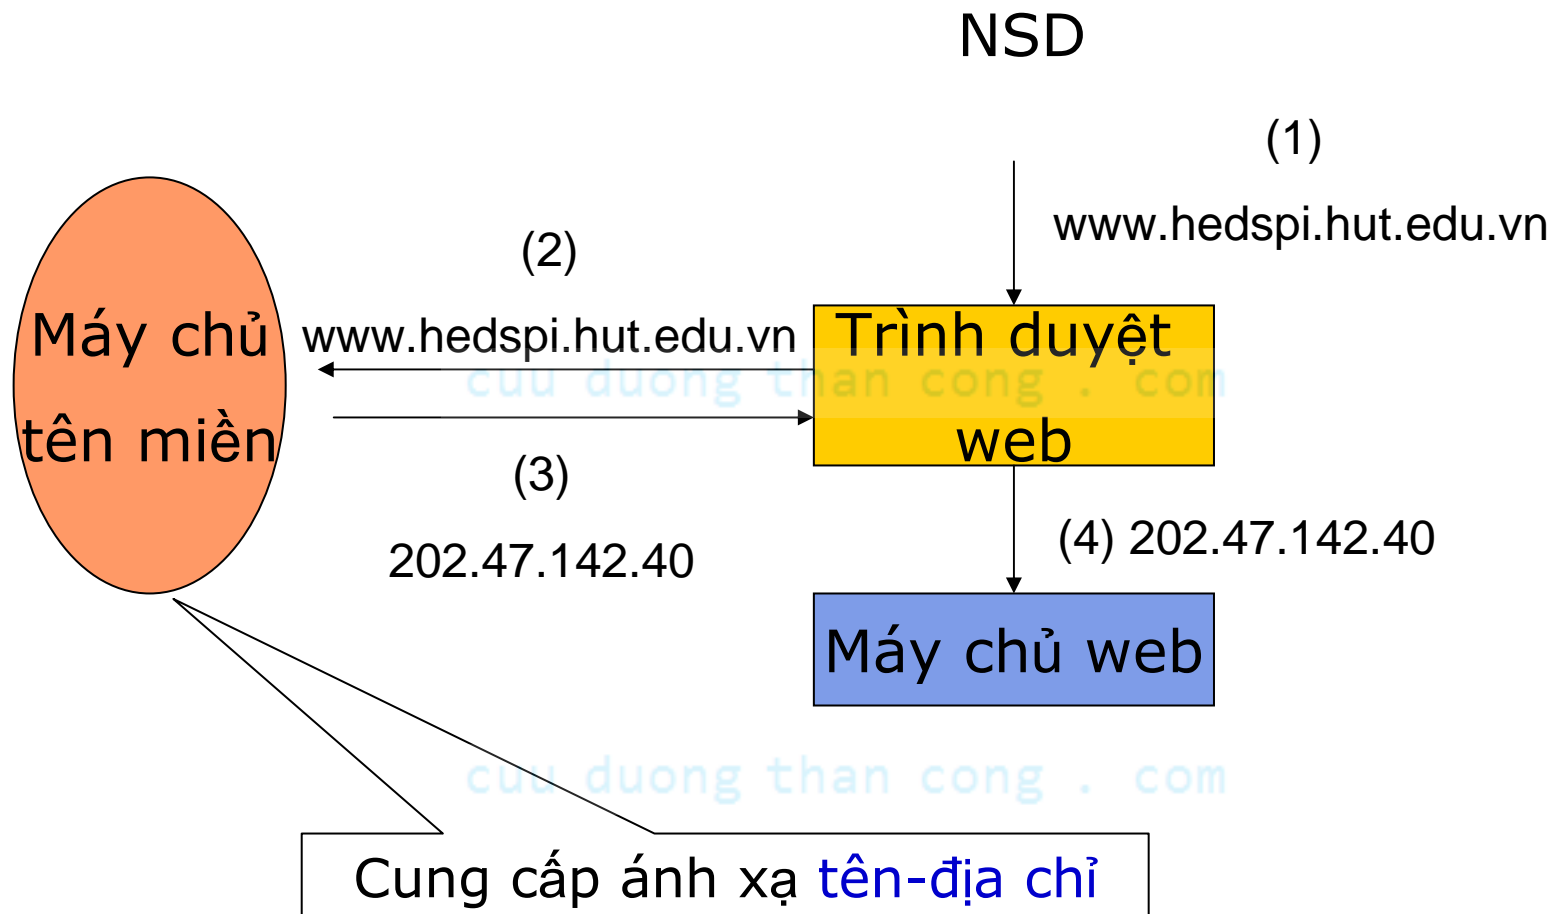 NSD
(1)
www.hedspi.hut.edu.vn
(2)
www.hedspi.hut.edu.vn
Máy chủ
tên miền
Trình duyệt
web
cuu duong than cong . com
(3)
202.47.142.40
(4) 202.47.142.40
Máy chủ web
cuu duong than cong . com
Cung cấp ánh xạ tên-địa chỉ